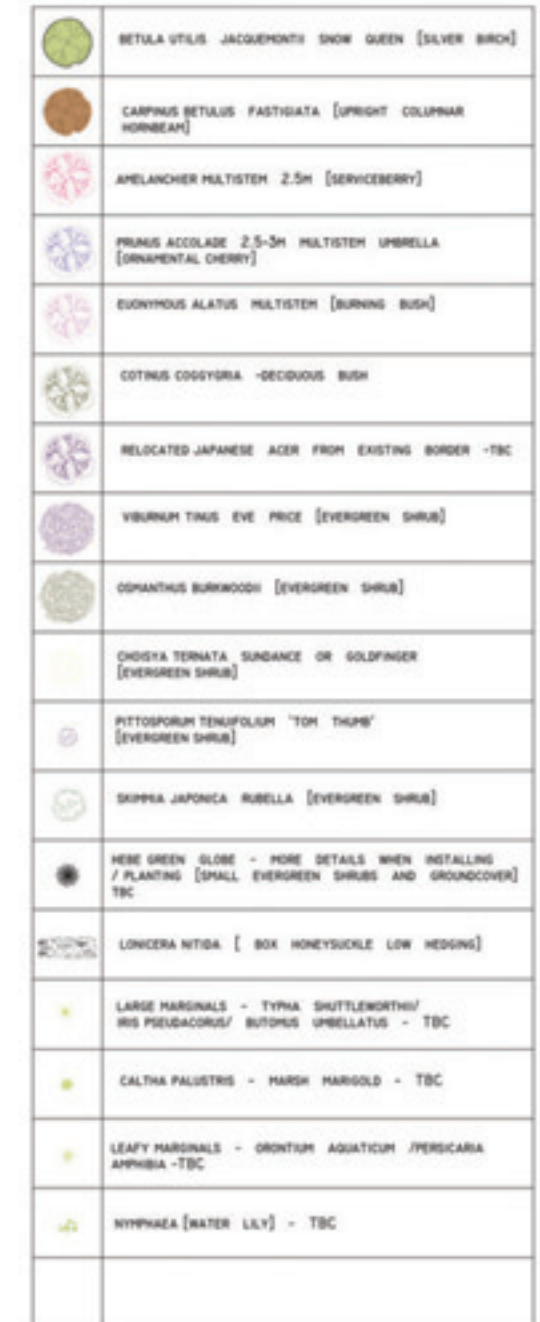 BETULA UTILIS JACQUEMONTII SNOW QUEEN [SILVER BIRCH]
CARPINUS BETULUS FASTIGIATA [UPRIGHT COLUMNAR
HORNBEAM]
AMELANCHIER MULTISTEM 2.5M [SERVICEBERRY]
PRUNUS ACCOLADE 2.5-3M MULTISTEM UMBRELLA
[ORNAMENTAL CHERRY]
EUONYMOUS ALATUS MULTISTEM [BURNING BUSH]
COTINUS COGGYGRIA -DECIDUOUS BUSH
RELOCATED JAPANESE ACER FROM EXISTING BORDER -TBC
VIBURNUM TINUS EVE PRICE [EVERGREEN SHRUB]
OSMANTHUS BURKWOODII [EVERGREEN SHRUB]
CHOISYA TERNATA SUNDANCE OR GOLDFINGER
[EVERGREEN SHRUB]
PITTOSPORUM TENUIFOLIUM 'TOM THUMB'
[EVERGREEN SHRUB]
SKIMMIA JAPONICA RUBELLA [EVERGREEN SHRUB]
HEBE GREEN GLOBE - MORE DETAILS WHEN INSTALLING
/ PLANTING [SMALL EVERGREEN SHRUBS AND GROUNDCOVER]
TBC
LONICERA NITIDA [ BOX HONEYSUCKLE LOW HEDGING]
LARGE MARGINALS - TYPHA SHUTTLEWORTHII/
IRIS PSEUDACORUS/ BUTOMUS UMBELLATUS - TBC
CALTHA PALUSTRIS - MARSH MARIGOLD - TBC
LEAFY MARGINALS - ORONTIUM AQUATICUM /PERSICARIA
AMPHIBIA -TBC
NYMPHAEA [WATER LILY] - TBC